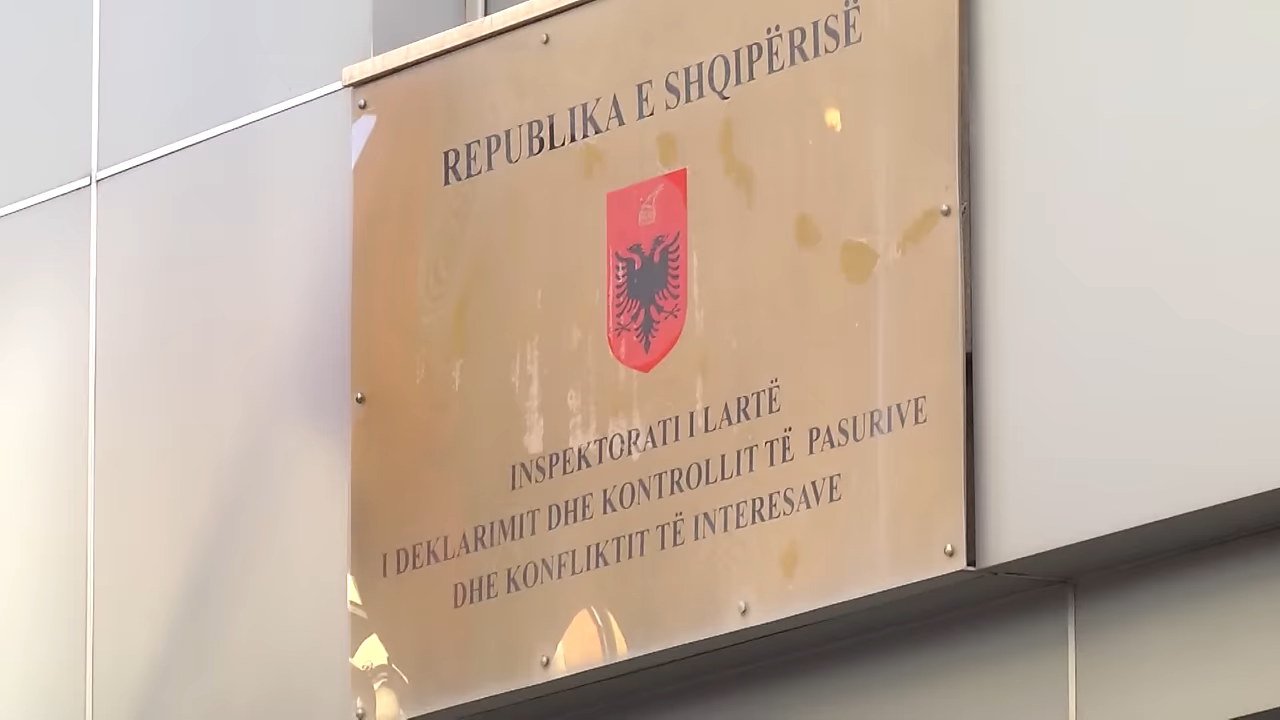 REPUBLIKA E SHQIPËRISË
INSPEKTORATI I LARTË
I DEKLARIMIT DHE KONTROLLIT TË PASURIVE
DHE KONFLIKTIT TË INTERESAVE